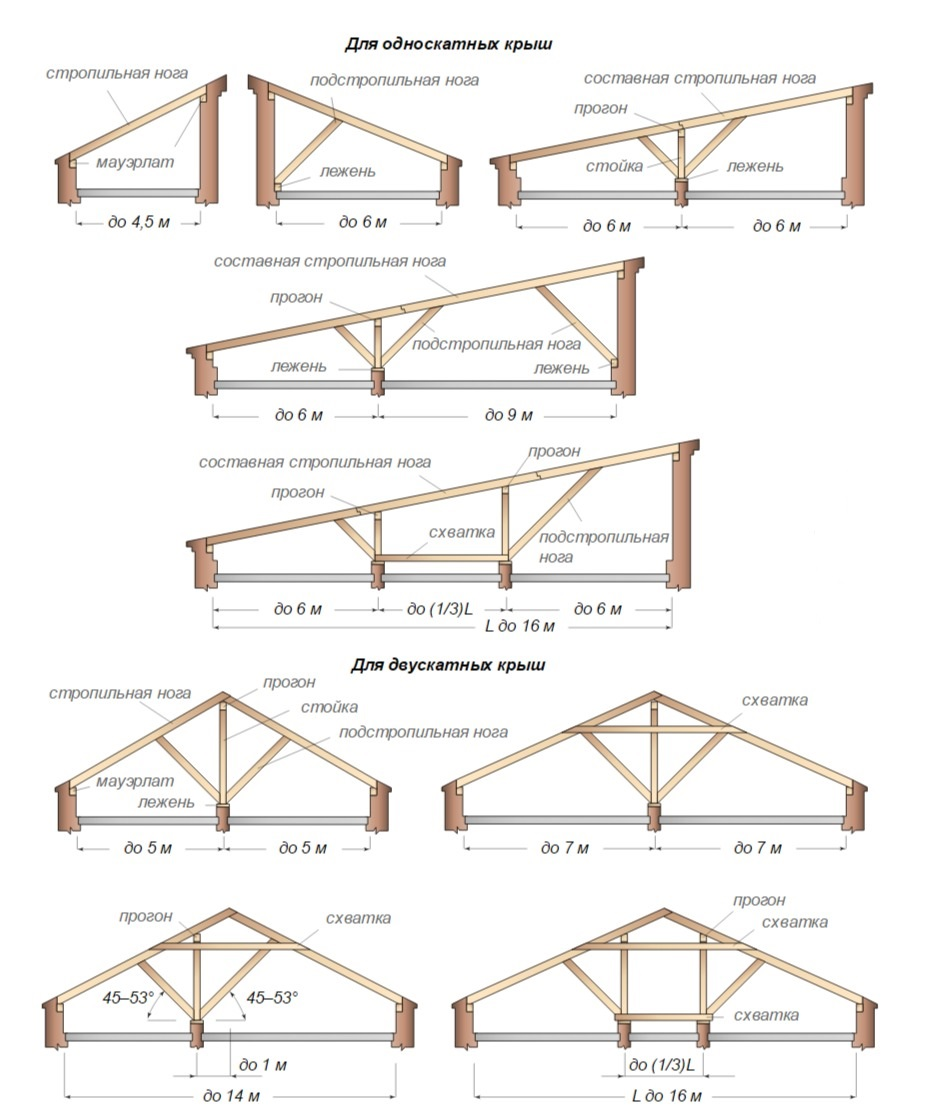 Для односкатных крыш
стропильная нога
мауэрлат
до 4,5 м
подстропильная нога
лежень
до 6 м
составная стропильная нога
прогон
стойка
лежень
до 6 м
до 6 м
составная стропильная нога
прогон
подстропильная нога
лежень
лежень
до 6 м
до 9 м
прогон
составная стропильная нога
прогон
схватка
подстропильная
нога
до 6 м
до (1/3)L
до 6 м
L до 16 м
Для двускатных крыш
стропильная нога
прогон
стойка
подстропильная нога
мауэрлат
лежень
до 5 м
до 5 м
схватка
до 7 м
до 7 м
прогон
схватка
45–53°
45–53°
до 1 м
до 14 м
прогон
схватка
схватка
до (1/3)L
L до 16 м